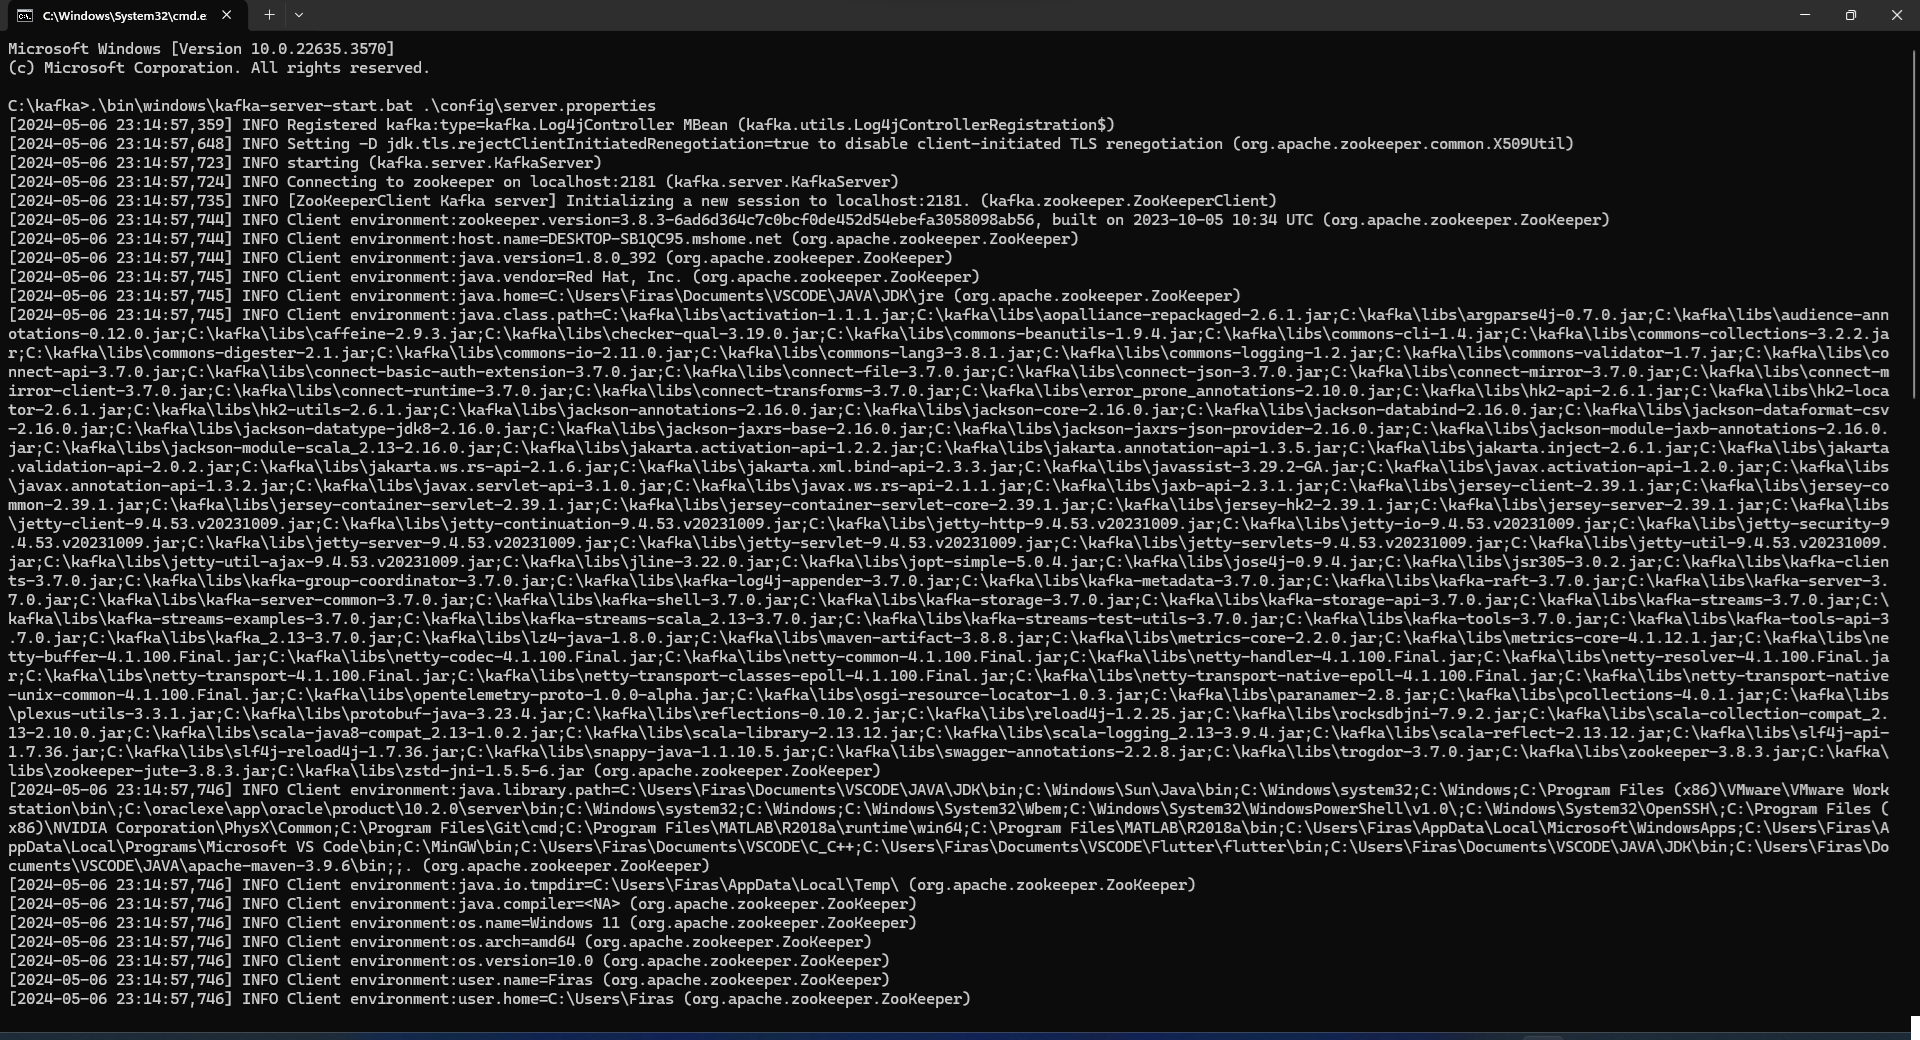 C:\Windows\System32\cmd.e
Microsoft Windows [Version 10.0.22635.3570]
(c) Microsoft Corporation. All rights reserved.
C:\kafka>.\bin\windows\kafka-server-start.bat .\config\server.properties
[2024-05-06 23:14:57,359] INFO Registered kafka:type=kafka.Log4jController MBean (kafka.utils.Log4jControllerRegistration$)
[2024-05-06 23:14:57,648] INFO Setting -D jdk.tls.rejectClientInitiatedRenegotiation=true to disable client-initiated TLS renegotiation (org.apache.zookeeper.common.X509Util)
[2024-05-06 23:14:57,723] INFO starting (kafka.server.KafkaServer)
[2024-05-06 23:14:57,724] INFO Connecting to zookeeper on localhost:2181 (kafka.server.KafkaServer)
[2024-05-06 23:14:57,735] INFO [ZooKeeperClient Kafka server] Initializing a new session to localhost:2181. (kafka.zookeeper.ZooKeeperClient)
[2024-05-06 23:14:57,744] INFO Client environment:zookeeper.version=3.8.3-6ad6d364c7c0bcf0de452d54ebefa3058098ab56, built on 2023-10-05 10:34 UTC (org.apache.zookeeper.ZooKeeper)
[2024-05-06 23:14:57,744] INFO Client environment:host.name=DESKTOP-SB1QC95.mshome.net (org.apache.zookeeper.ZooKeeper)
[2024-05-06 23:14:57,744] INFO Client environment:java.version=1.8.0_392 (org.apache.zookeeper.ZooKeeper)
[2024-05-06 23:14:57,745] INFO Client environment:java.vendor=Red Hat, Inc. (org.apache.zookeeper.ZooKeeper)
[2024-05-06 23:14:57,745] INFO Client environment:java.home=C:\Users\Firas\Documents\VSCODE\JAVA\JDK\jre (org.apache.zookeeper.ZooKeeper)
[2024-05-06 23:14:57,745] INFO Client environment:java.class.path=C:\kafka\libs\activation-1.1.1.jar;C:\kafka\libs\aopalliance-repackaged-2.6.1.jar;C:\kafka\libs\argparse4j-0.7.0.jar;C:\kafka\libs\audience-ann
otations-0.12.0.jar;C:\kafka\libs\caffeine-2.9.3.jar;C:\kafka\libs\checker-qual-3.19.0.jar;C:\kafka\libs\commons-beanutils-1.9.4.jar;C:\kafka\libs\commons-cli-1.4.jar;C:\kafka\libs\commons-collections-3.2.2.ja
r;C:\kafka\libs\commons-digester-2.1.jar;C:\kafka\libs\commons-io-2.11.0.jar;C:\kafka\libs\commons-lang3-3.8.1.jar;C:\kafka\libs\commons-logging-1.2.jar;C:\kafka\libs\commons-validator-1.7.jar;C:\kafka\libs\co
nnect-api-3.7.0.jar;C:\kafka\libs\connect-basic-auth-extension-3.7.0.jar;C:\kafka\libs\connect-file-3.7.0.jar;C:\kafka\libs\connect-json-3.7.0.jar;C:\kafka\libs\connect-mirror-3.7.0.jar;C:\kafka\libs\connect-m
irror-client-3.7.0.jar;C:\kafka\libs\connect-runtime-3.7.0.jar;C:\kafka\libs\connect-transforms-3.7.0.jar;C:\kafka\libs\error_prone_annotations-2.10.0.jar;C:\kafka\libs\hk2-api-2.6.1.jar;C:\kafka\libs\hk2-loca
tor-2.6.1.jar;C:\kafka\libs\hk2-utils-2.6.1.jar;C:\kafka\libs\jackson-annotations-2.16.0.jar;C:\kafka\libs\jackson-core-2.16.0.jar;C:\kafka\libs\jackson-databind-2.16.0.jar;C:\kafka\libs\jackson-dataformat-csv
-2.16.0.jar;C:\kafka\libs\jackson-datatype-jdk8-2.16.0.jar;C:\kafka\libs\jackson-jaxrs-base-2.16.0.jar;C:\kafka\libs\jackson-jaxrs-json-provider-2.16.0.jar;C:\kafka\libs\jackson-module-jaxb-annotations-2.16.0.
jar;C:\kafka\libs\jackson-module-scala_2.13-2.16.0.jar;C:\kafka\libs\jakarta.activation-api-1.2.2.jar;C:\kafka\libs\jakarta.annotation-api-1.3.5.jar;C:\kafka\libs\jakarta.inject-2.6.1.jar;C:\kafka\libs\jakarta
.validation-api-2.0.2.jar;C:\kafka\libs\jakarta.ws.rs-api-2.1.6.jar;C:\kafka\libs\jakarta.xml.bind-api-2.3.3.jar;C:\kafka\libs\javassist-3.29.2-GA.jar;C:\kafka\libs\javax.activation-api-1.2.0.jar;C:\kafka\libs
\javax.annotation-api-1.3.2.jar;C:\kafka\libs\javax.servlet-api-3.1.0.jar;C:\kafka\libs\javax.ws.rs-api-2.1.1.jar;C:\kafka\libs\jaxb-api-2.3.1.jar;C:\kafka\libs\jersey-client-2.39.1.jar;C:\kafka\libs\jersey-co
mmon-2.39.1.jar;C:\kafka\libs\jersey-container-servlet-2.39.1.jar;C:\kafka\libs\jersey-container-servlet-core-2.39.1.jar;C:\kafka\libs\jersey-hk2-2.39.1.jar;C:\kafka\libs\jersey-server-2.39.1.jar;C:\kafka\libs
\jetty-client-9.4.53.v20231009.jar;C:\kafka\libs\jetty-continuation-9.4.53.v20231009.jar;C:\kafka\libs\jetty-http-9.4.53.v20231009.jar;C:\kafka\libs\jetty-io-9.4.53.v20231009.jar;C:\kafka\libs\jetty-security-9
.4.53.v20231009.jar;C:\kafka\libs\jetty-server-9.4.53.v20231009.jar;C:\kafka\libs\jetty-servlet-9.4.53.v20231009.jar;C:\kafka\libs\jetty-servlets-9.4.53.v20231009.jar;C:\kafka\libs\jetty-util-9.4.53.v20231009.
jar;C:\kafka\libs\jetty-util-ajax-9.4.53.v20231009.jar;C:\kafka\libs\jline-3.22.0.jar;C:\kafka\libs\jopt-simple-5.0.4.jar;C:\kafka\libs\jose4j-0.9.4.jar;C:\kafka\libs\jsr305-3.0.2.jar;C:\kafka\libs\kafka-clien
ts-3.7.0.jar;C:\kafka\libs\kafka-group-coordinator-3.7.0.jar;C:\kafka\libs\kafka-log4j-appender-3.7.0.jar;C:\kafka\libs\kafka-metadata-3.7.0.jar;C:\kafka\libs\kafka-raft-3.7.0.jar;C:\kafka\libs\kafka-server-3.
7.0.jar;C:\kafka\libs\kafka-server-common-3.7.0.jar;C:\kafka\libs\kafka-shell-3.7.0.jar;C:\kafka\libs\kafka-storage-3.7.0.jar;C:\kafka\libs\kafka-storage-api-3.7.0.jar;C:\kafka\libs\kafka-streams-3.7.0.jar;C:\
kafka\libs\kafka-streams-examples-3.7.0.jar;C:\kafka\libs\kafka-streams-scala_2.13-3.7.0.jar;C:\kafka\libs\kafka-streams-test-utils-3.7.0.jar;C:\kafka\libs\kafka-tools-3.7.0.jar;C:\kafka\libs\kafka-tools-api-3
.7.0.jar;C:\kafka\libs\kafka_2.13-3.7.0.jar;C:\kafka\libs\lz4-java-1.8.0.jar;C:\kafka\libs\maven-artifact-3.8.8.jar;C:\kafka\libs\metrics-core-2.2.0.jar;C:\kafka\libs\metrics-core-4.1.12.1.jar;C:\kafka\libs\ne
tty-buffer-4.1.100.Final.jar;C:\kafka\libs\netty-codec-4.1.100.Final.jar;C:\kafka\libs\netty-common-4.1.100.Final.jar;C:\kafka\libs\netty-handler-4.1.100.Final.jar;C:\kafka\libs\netty-resolver-4.1.100.Final.ja
r;C:\kafka\libs\netty-transport-4.1.100.Final.jar;C:\kafka\libs\netty-transport-classes-epoll-4.1.100.Final.jar;C:\kafka\libs\netty-transport-native-epoll-4.1.100.Final.jar;C:\kafka\libs\netty-transport-native
-unix-common-4.1.100.Final.jar;C:\kafka\libs\opentelemetry-proto-1.0.0-alpha.jar;C:\kafka\libs\osgi-resource-locator-1.0.3.jar;C:\kafka\libs\paranamer-2.8.jar;C:\kafka\libs\pcollections-4.0.1.jar;C:\kafka\libs
\plexus-utils-3.3.1.jar;C:\kafka\libs\protobuf-java-3.23.4.jar;C:\kafka\libs\reflections-0.10.2.jar;C:\kafka\libs\reload4j-1.2.25.jar;C:\kafka\libs\rocksdbjni-7.9.2.jar;C:\kafka\libs\scala-collection-compat_2.
13-2.10.0.jar;C:\kafka\libs\scala-java8-compat_2.13-1.0.2.jar;C:\kafka\libs\scala-library-2.13.12.jar;C:\kafka\libs\scala-logging_2.13-3.9.4.jar;C:\kafka\libs\scala-reflect-2.13.12.jar;C:\kafka\libs\slf4j-api-
1.7.36.jar;C:\kafka\libs\slf4j-reload4j-1.7.36.jar;C:\kafka\libs\snappy-java-1.1.10.5.jar;C:\kafka\libs\swagger-annotations-2.2.8.jar;C:\kafka\libs\trogdor-3.7.0.jar;C:\kafka\libs\zookeeper-3.8.3.jar;C:\kafka\
libs\zookeeper-jute-3.8.3.jar;C:\kafka\libs\zstd-jni-1.5.5-6.jar (org.apache.zookeeper.ZooKeeper)
[2024-05-06 23:14:57,746] INFO Client environment:java.library.path=C:\Users\Firas\Documents\VSCODE\JAVA\JDK\bin;C:\Windows\Sun\Java\bin;C:\Windows\system32;C:\Windows;C:\Program Files (x86)\VMware\VMware Work
station\bin\;C:\oraclexe\app\oracle\product\10.2.0\server\bin;C:\Windows\system32;C:\Windows;C:\Windows\System32\Wbem;C:\Windows\System32\WindowsPowerShell\v1.0\;C:\Windows\System32\OpenSSH\;C:\Program Files (
x86)\NVIDIA Corporation\PhysX\Common;C:\Program Files\Git\cmd;C:\Program Files\MATLAB\R2018a\runtime\win64;C:\Program Files\MATLAB\R2018a\bin;C:\Users\Firas\AppData\Local\Microsoft\WindowsApps;C:\Users\Firas\A
ppData\Local\Programs\Microsoft VS Code\bin;C:\MinGW\bin;C:\Users\Firas\Documents\VSCODE\C_C++;C:\Users\Firas\Documents\VSCODE\Flutter\flutter\bin;C:\Users\Firas\Documents\VSCODE\JAVA\JDK\bin;C:\Users\Firas\Do
cuments\VSCODE\JAVA\apache-maven-3.9.6\bin;;. (org.apache.zookeeper.ZooKeeper)
[2024-05-06 23:14:57,746] INFO Client environment:java.io.tmpdir=C:\Users\Firas\AppData\Local\Temp\ (org.apache.zookeeper.ZooKeeper)
[2024-05-06 23:14:57,746] INFO Client environment:java.compiler=<NA> (org.apache.zookeeper.ZooKeeper)
[2024-05-06 23:14:57,746] INFO Client environment:os.name=Windows 11 (org.apache.zookeeper.ZooKeeper)
[2024-05-06 23:14:57,746] INFO Client environment:os.arch=amd64 (org.apache.zookeeper.ZooKeeper)
[2024-05-06 23:14:57,746] INFO Client environment:os.version=10.0 (org.apache.zookeeper.ZooKeeper)
[2024-05-06 23:14:57,746] INFO Client environment:user.name=Firas (org.apache.zookeeper.ZooKeeper)
[2024-05-06 23:14:57,746] INFO Client environment:user.home=C:\Users\Firas (org.apache.zookeeper.ZooKeeper)